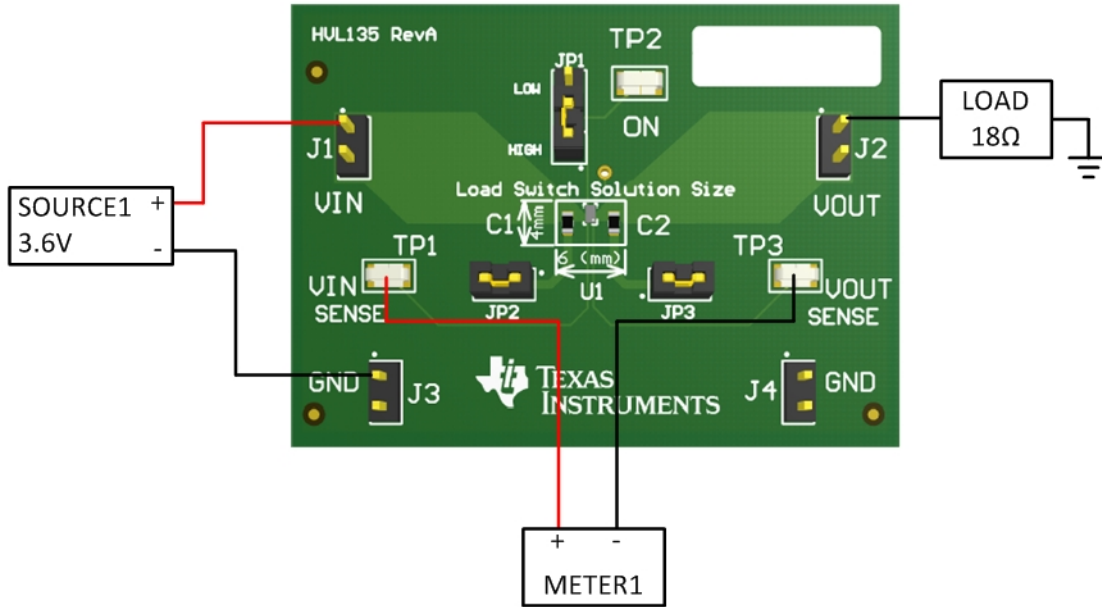 HVL135 RevA
TP2
JP1
LOW
ON
HIGH
J1
VIN
J2
VOUT
LOAD
18Ω
SOURCE1 +
3.6V -
Load Switch Solution Size
C1
4mm
C2
6 (mm)
U1
TP1
VIN
SENSE
JP2
JP3
TP3
VOUT
SENSE
GND
J3
TEXAS
INSTRUMENTS
J4
GND
+ -
METER1